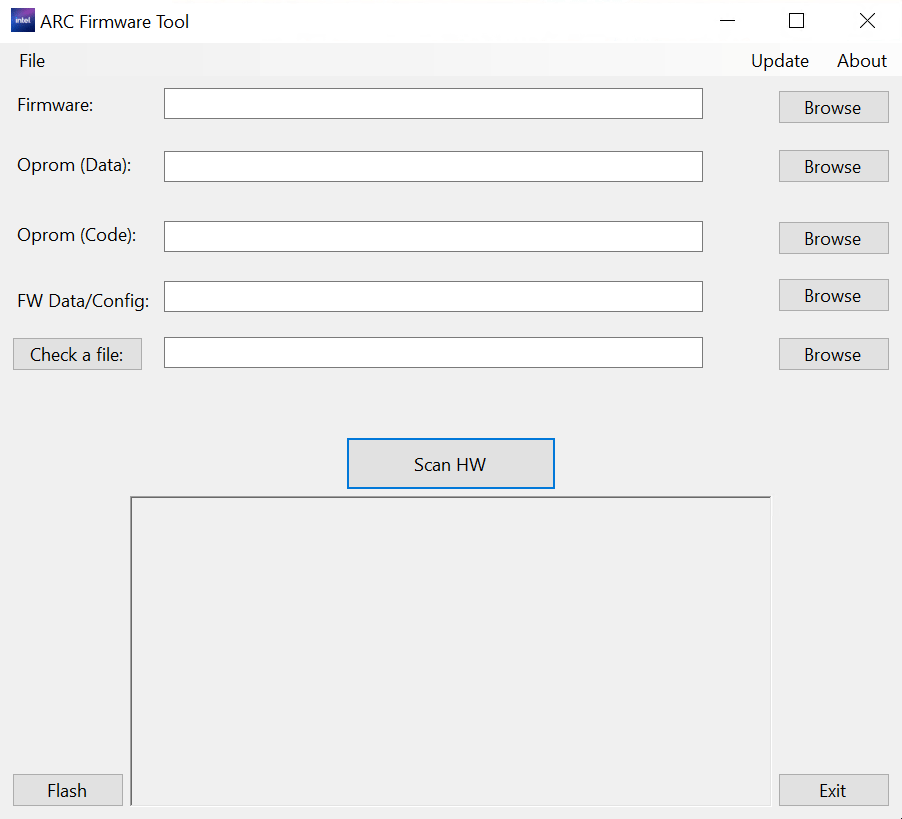 intel ARC Firmware Tool
File Update About
Firmware: Browse
Oprom (Data): Browse
Oprom (Code): Browse
FW Data/Config: Browse
Check a file: Browse
Scan HW
Flash Exit